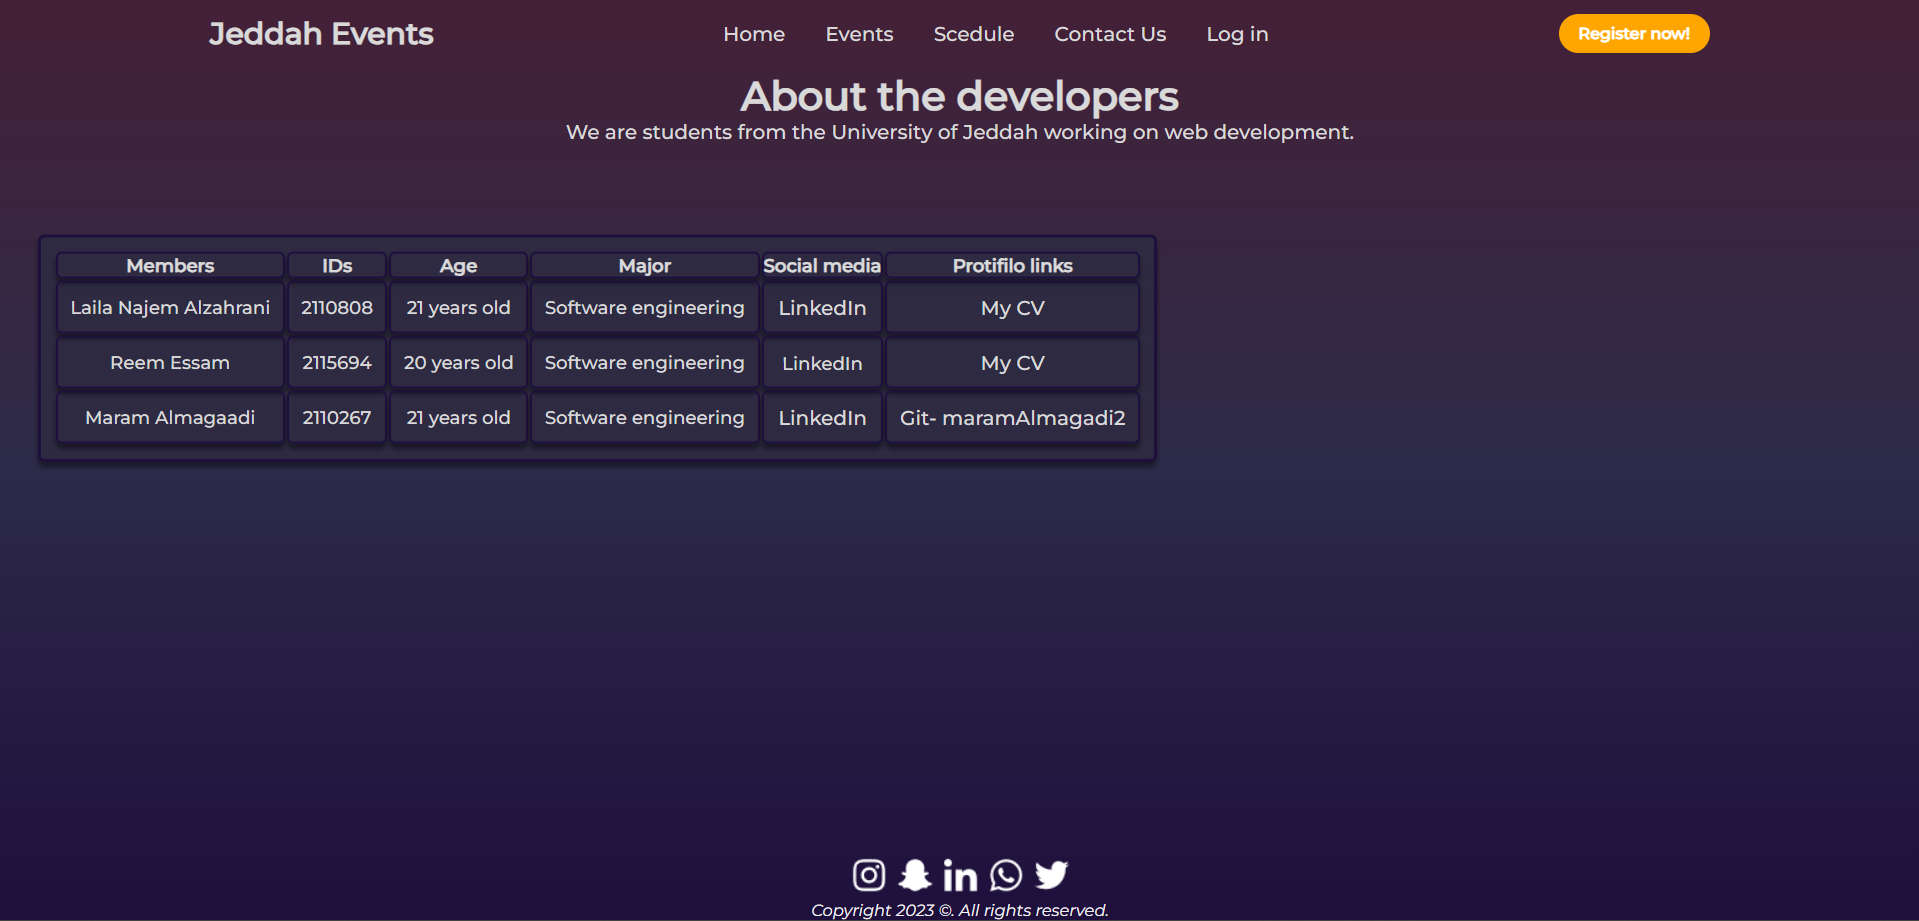 Jeddah Events Home Events Scedule Contact Us Log in Register now!
About the developers
We are students from the University of Jeddah working on web development.
Members IDs Age Major Social media Protifilo links
Laila Najem Alzahrani 2110808 21 years old Software engineering LinkedIn My CV
Reem Essam 2115694 20 years old Software engineering LinkedIn My CV
Maram Almagaadi 2110267 21 years old Software engineering LinkedIn Git- maramAlmagadi2
Copyright 2023 ©. All rights reserved.